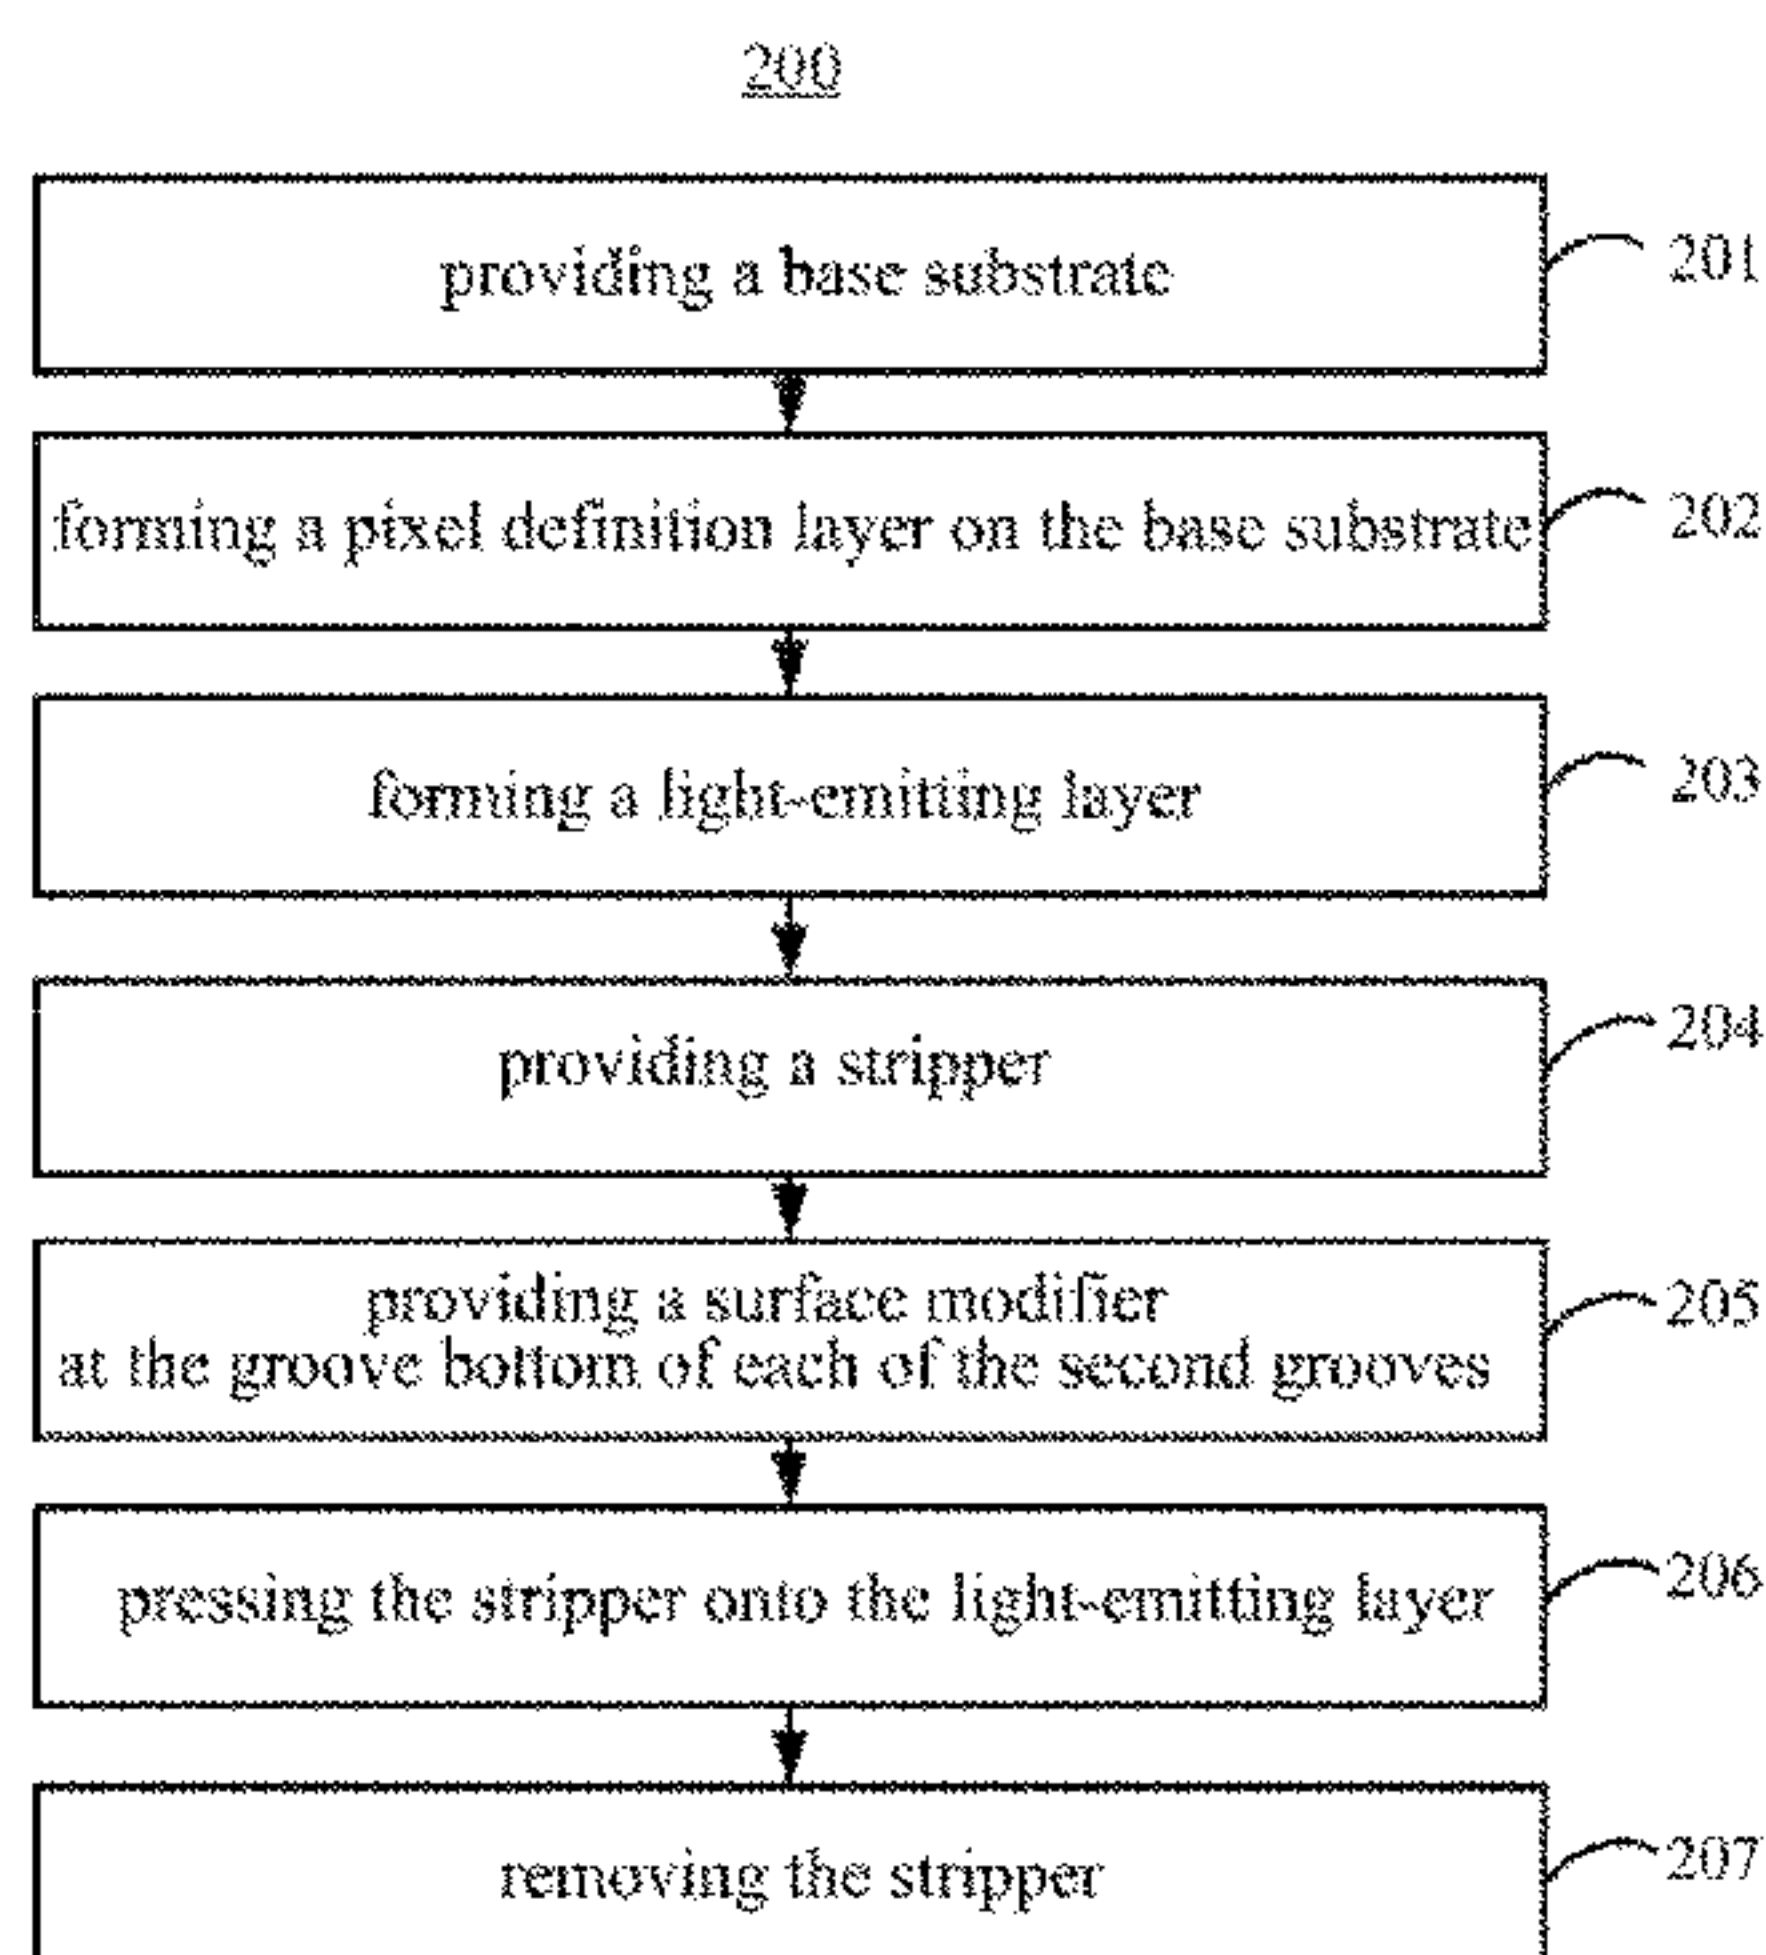 200
providing a base substrate
201
forming a pixel definition layer on the base substrate
202
forming a light-emitting layer
203
providing a stripper
204
providing a surface modifier
at the groove bottom of each of the second grooves
205
pressing the stripper onto the light-emitting layer
206
removing the stripper
207